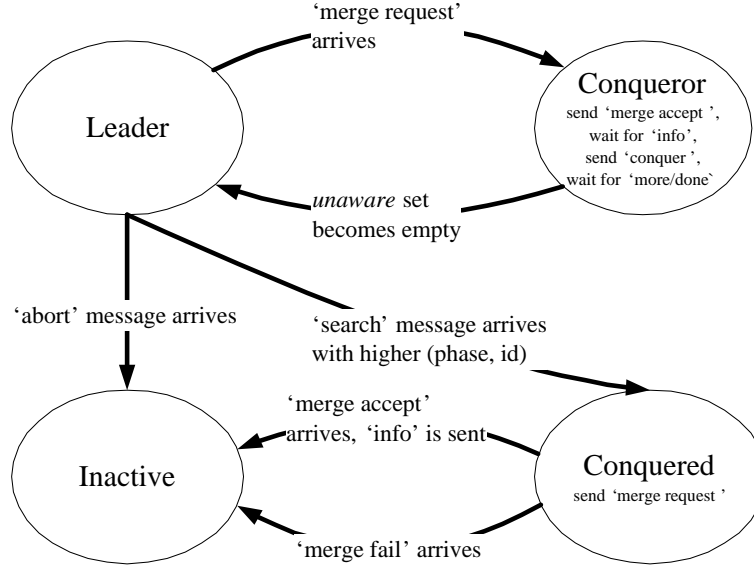 ‘merge request’
arrives
Leader
Conqueror
send ‘merge accept ’,
wait for ‘info’,
send ‘conquer ’,
wait for ‘more/done`
unaware set
becomes empty
‘abort’ message arrives
‘search’ message arrives
with higher (phase, id)
‘merge accept’
arrives, ‘info’ is sent
Inactive
Conquered
send ‘merge request ’
‘merge fail’ arrives